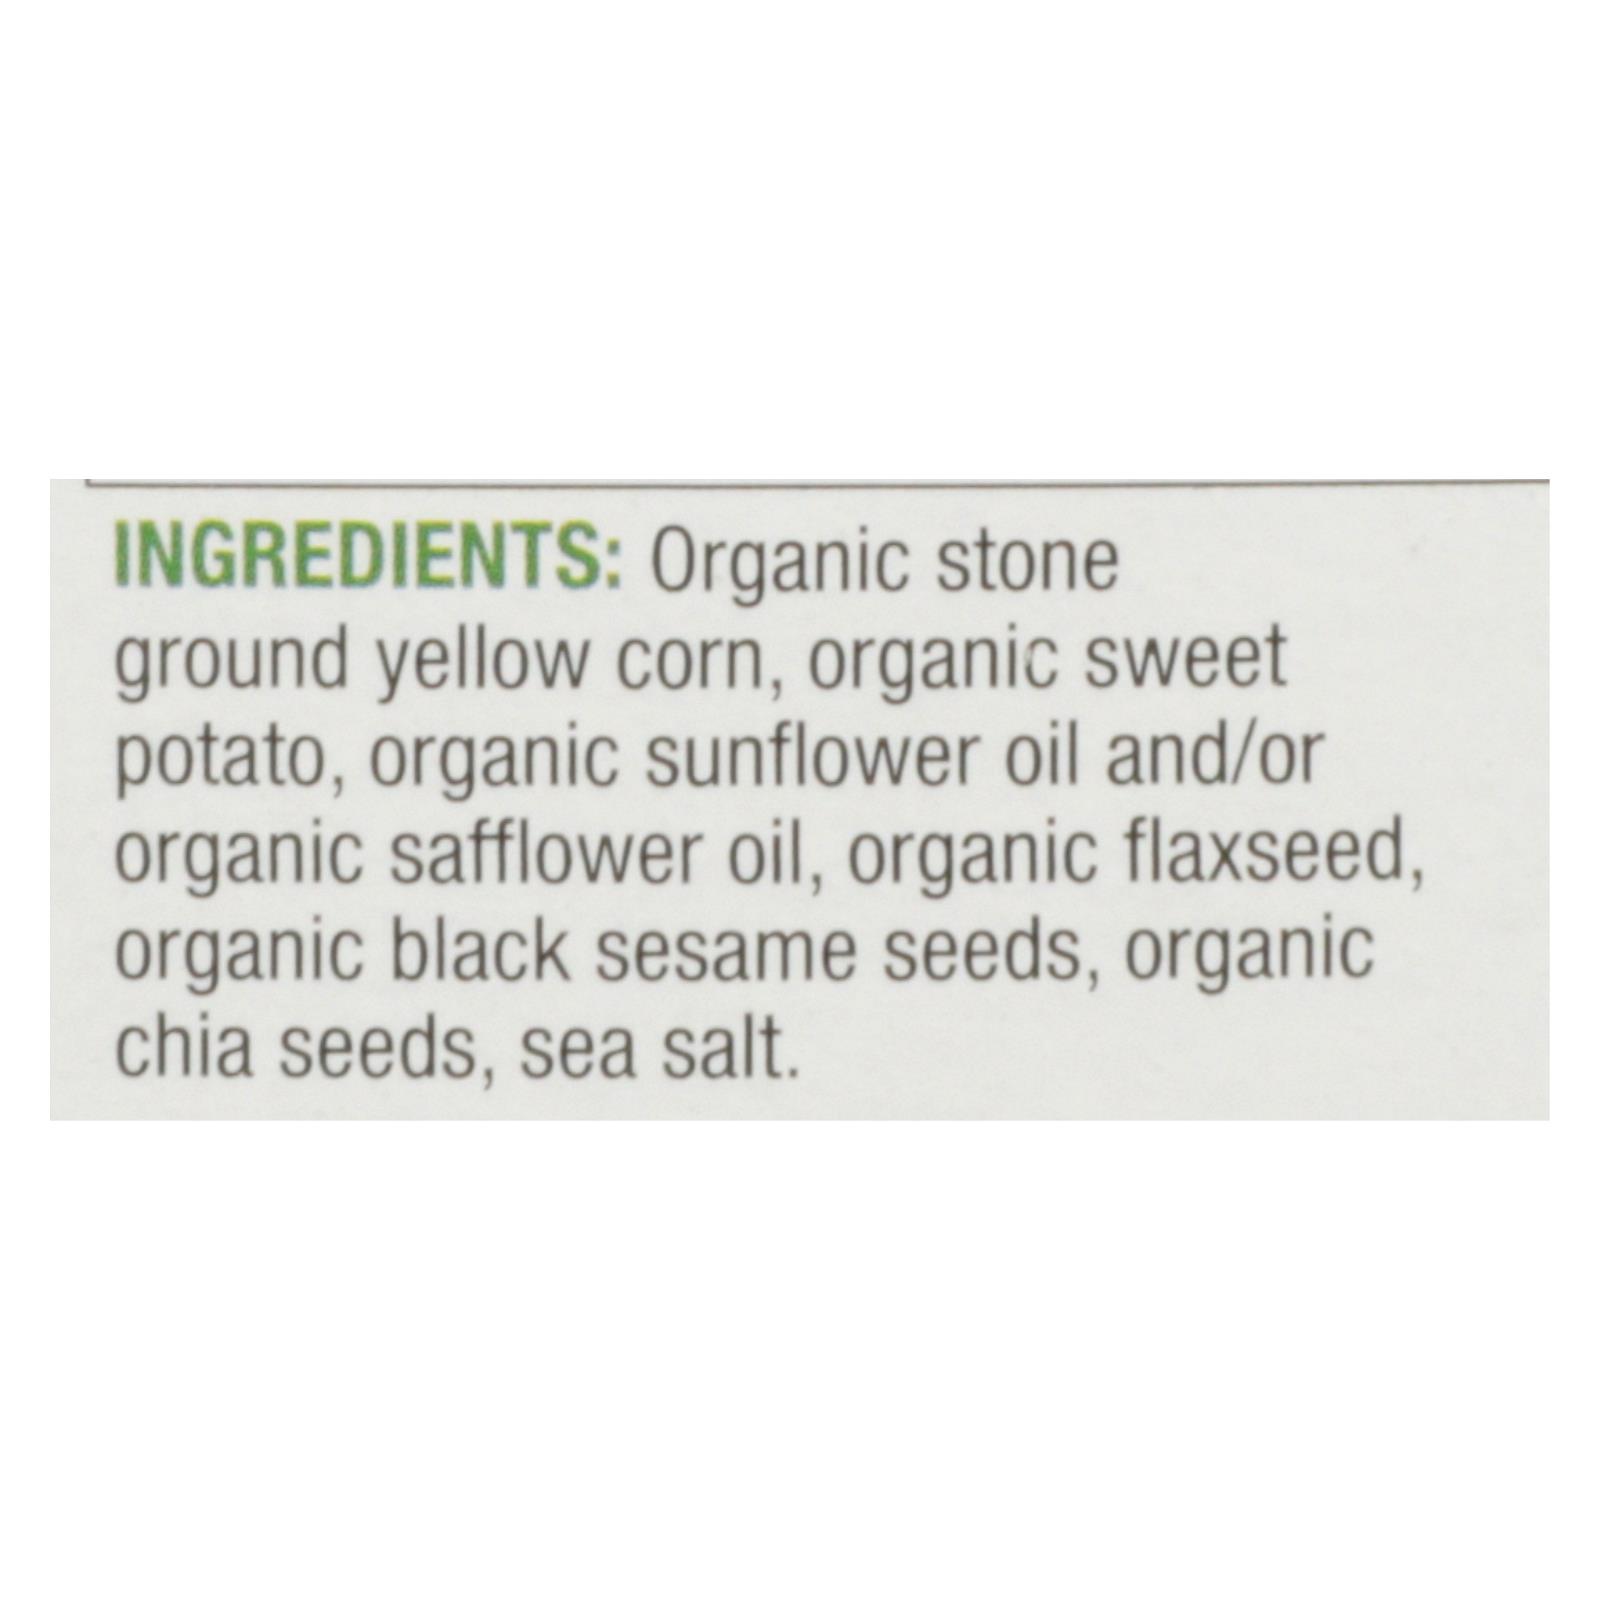 INGREDIENTS: Organic stone
ground yellow corn, organic sweet
potato, organic sunflower oil and/or
organic safflower oil, organic flaxseed,
organic black sesame seeds, organic
chia seeds, sea salt.